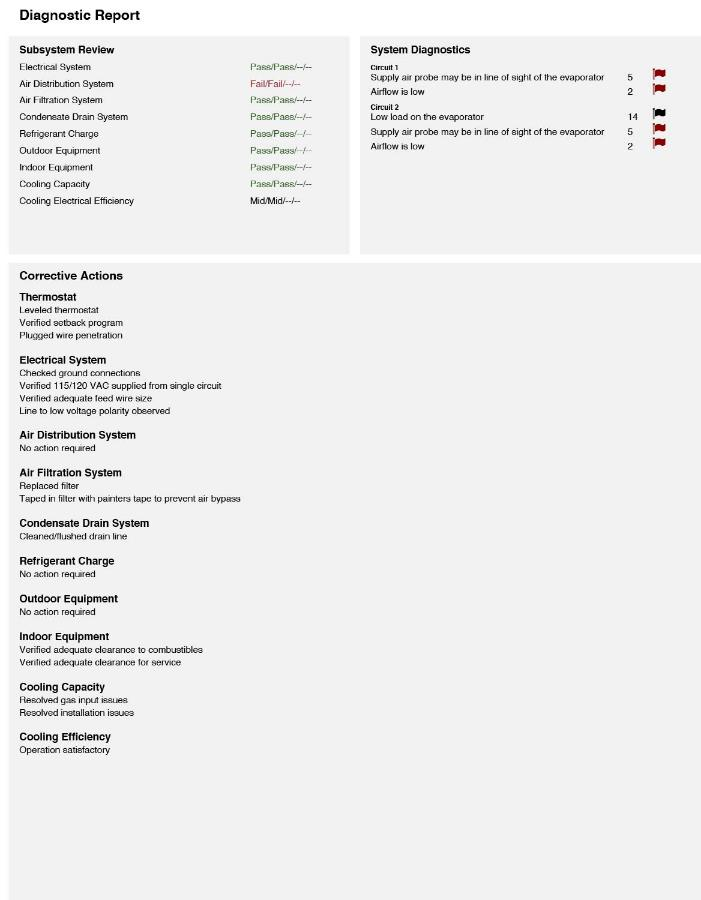 Diagnostic Report
Subsystem Review
Electrical System Pass/Pass/--/--
Air Distribution System Fail/Fail/--/--
Air Filtration System Pass/Pass/--/--
Condensate Drain System Pass/Pass/--/--
Refrigerant Charge Pass/Pass/--/--
Outdoor Equipment Pass/Pass/--/--
Indoor Equipment Pass/Pass/--/--
Cooling Capacity Pass/Pass/--/--
Cooling Electrical Efficiency Mid/Mid/--/--
System Diagnostics
Circuit 1
Supply air probe may be in line of sight of the evaporator 5
Airflow is low 2
Circuit 2
Low load on the evaporator 14
Supply air probe may be in line of sight of the evaporator 5
Airflow is low 2
Corrective Actions
Thermostat
Leveled thermostat
Verified setback program
Plugged wire penetration
Electrical System
Checked ground connections
Verified 115/120 VAC supplied from single circuit
Verified adequate feed wire size
Line to low voltage polarity observed
Air Distribution System
No action required
Air Filtration System
Replaced filter
Taped in filter with painters tape to prevent air bypass
Condensate Drain System
Cleaned/flushed drain line
Refrigerant Charge
No action required
Outdoor Equipment
No action required
Indoor Equipment
Verified adequate clearance to combustibles
Verified adequate clearance for service
Cooling Capacity
Resolved gas input issues
Resolved installation issues
Cooling Efficiency
Operation satisfactory